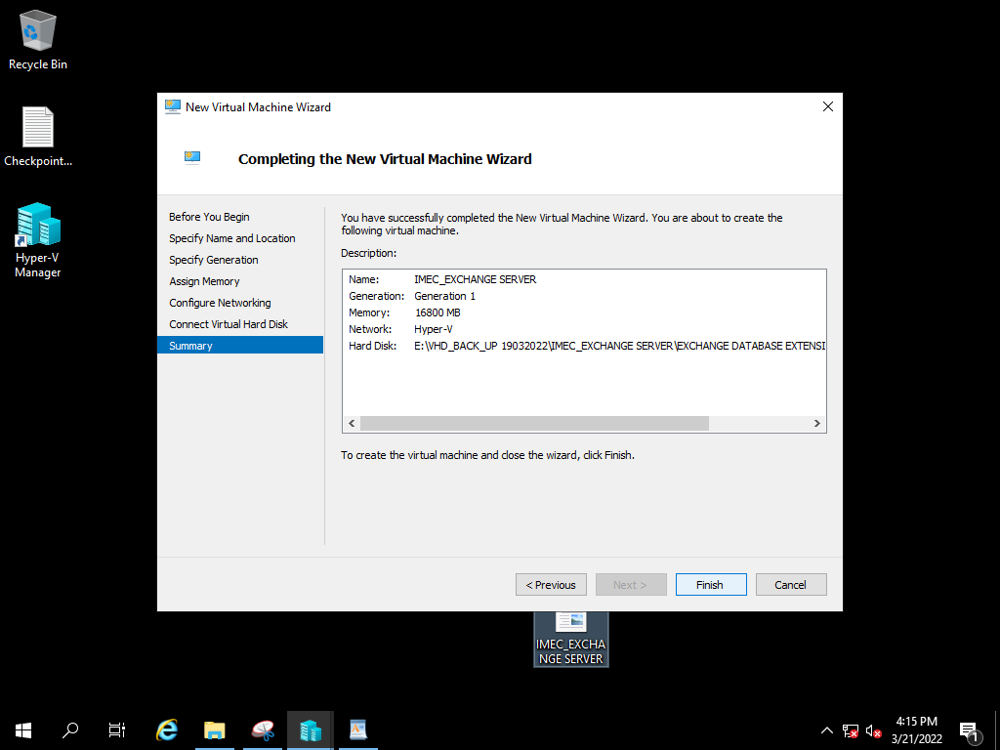 Recycle Bin
Checkpoint...
Hyper-V
Manager
New Virtual Machine Wizard
Completing the New Virtual Machine Wizard
Before You Begin
Specify Name and Location
Specify Generation
Assign Memory
Configure Networking
Connect Virtual Hard Disk
Summary
You have successfully completed the New Virtual Machine Wizard. You are about to create the
following virtual machine.
Description:
Name: IMEC_EXCHANGE SERVER
Generation: Generation 1
Memory: 16800 MB
Network: Hyper-V
Hard Disk: E:\VHD_BACK_UP 19032022\IMEC_EXCHANGE SERVER\EXCHANGE DATABASE EXTENSI
To create the virtual machine and close the wizard, click Finish.
< Previous
Next >
Finish
Cancel
IMEC_EXCHA
NGE SERVER
4:15 PM
3/21/2022
1